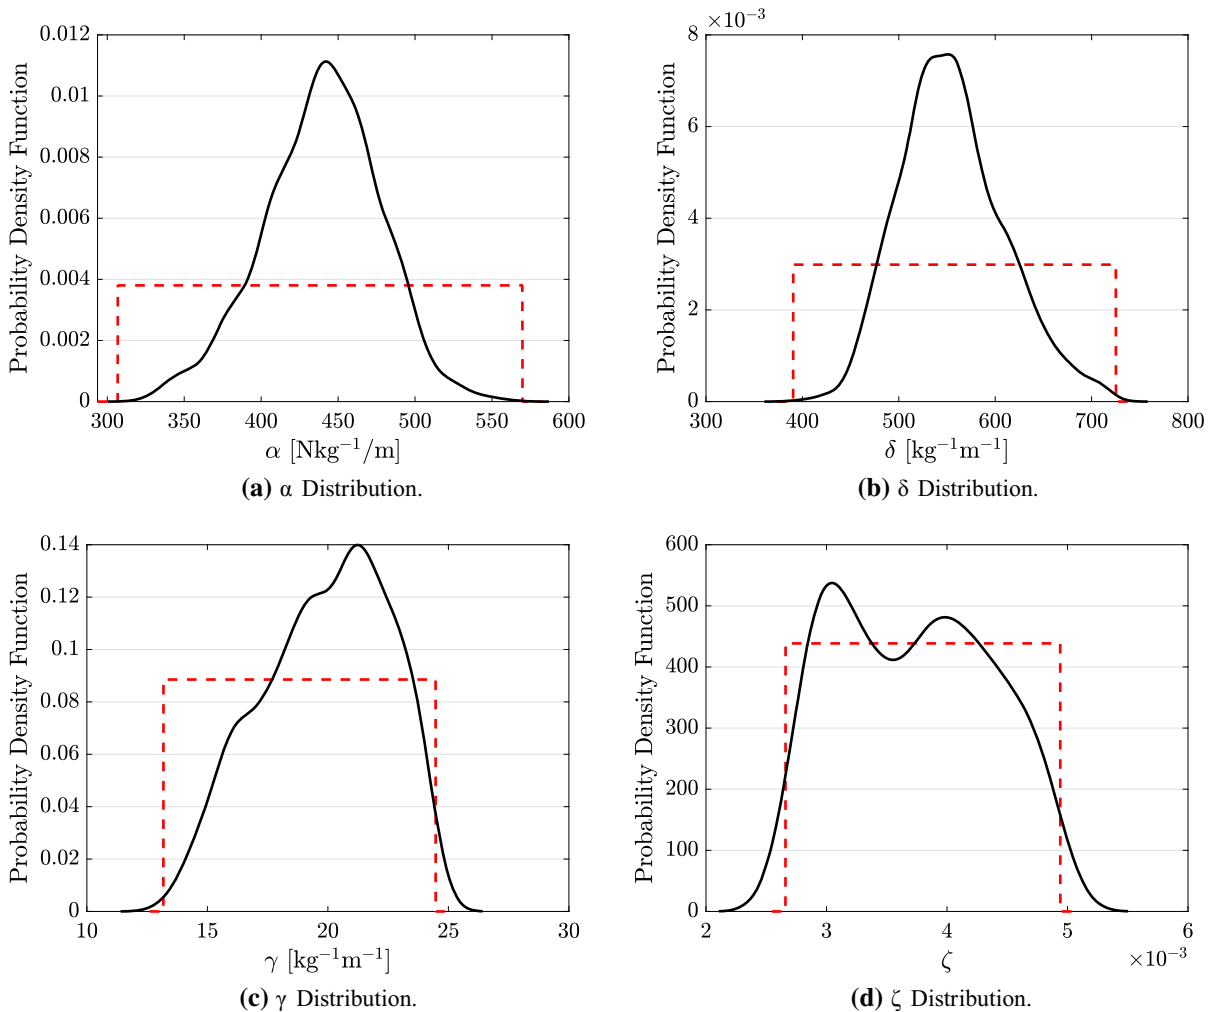 0.012
0.01
0.008
0.006
0.004
0.002
0
Probability Density Function
300 350 400 450 500 550 600
α [Nkg⁻¹/m]
(a) α Distribution.
×10⁻³
8
6
4
2
0
Probability Density Function
300 400 500 600 700 800
δ [kg⁻¹m⁻¹]
(b) δ Distribution.
0.14
0.12
0.1
0.08
0.06
0.04
0.02
0
Probability Density Function
10 15 20 25 30
γ [kg⁻¹m⁻¹]
(c) γ Distribution.
600
500
400
300
200
100
0
Probability Density Function
2 3 4 5 6
ζ ×10⁻³
(d) ζ Distribution.